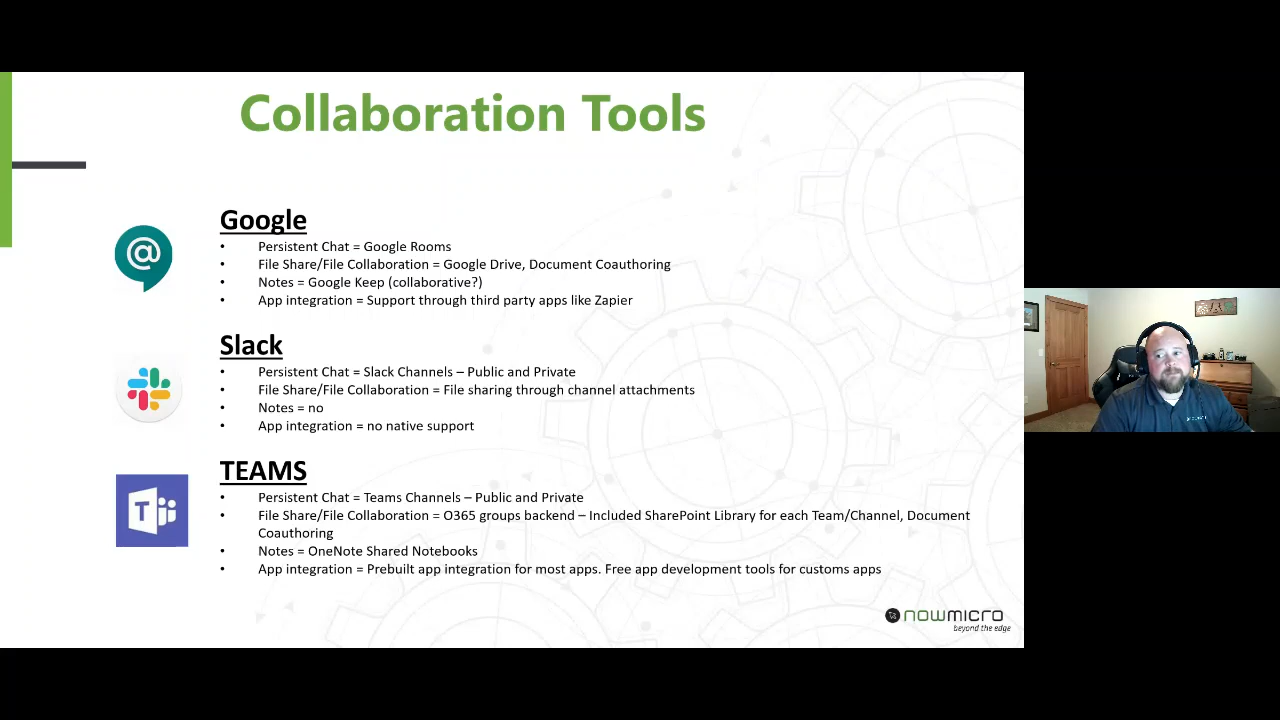 Collaboration Tools
Google
• Persistent Chat = Google Rooms
• File Share/File Collaboration = Google Drive, Document Coauthoring
• Notes = Google Keep (collaborative?)
• App integration = Support through third party apps like Zapier
Slack
• Persistent Chat = Slack Channels – Public and Private
• File Share/File Collaboration = File sharing through channel attachments
• Notes = no
• App integration = no native support
TEAMS
• Persistent Chat = Teams Channels – Public and Private
• File Share/File Collaboration = O365 groups backend – Included SharePoint Library for each Team/Channel, Document
Coauthoring
• Notes = OneNote Shared Notebooks
• App integration = Prebuilt app integration for most apps. Free app development tools for customs apps
nowmicro
beyond the edge